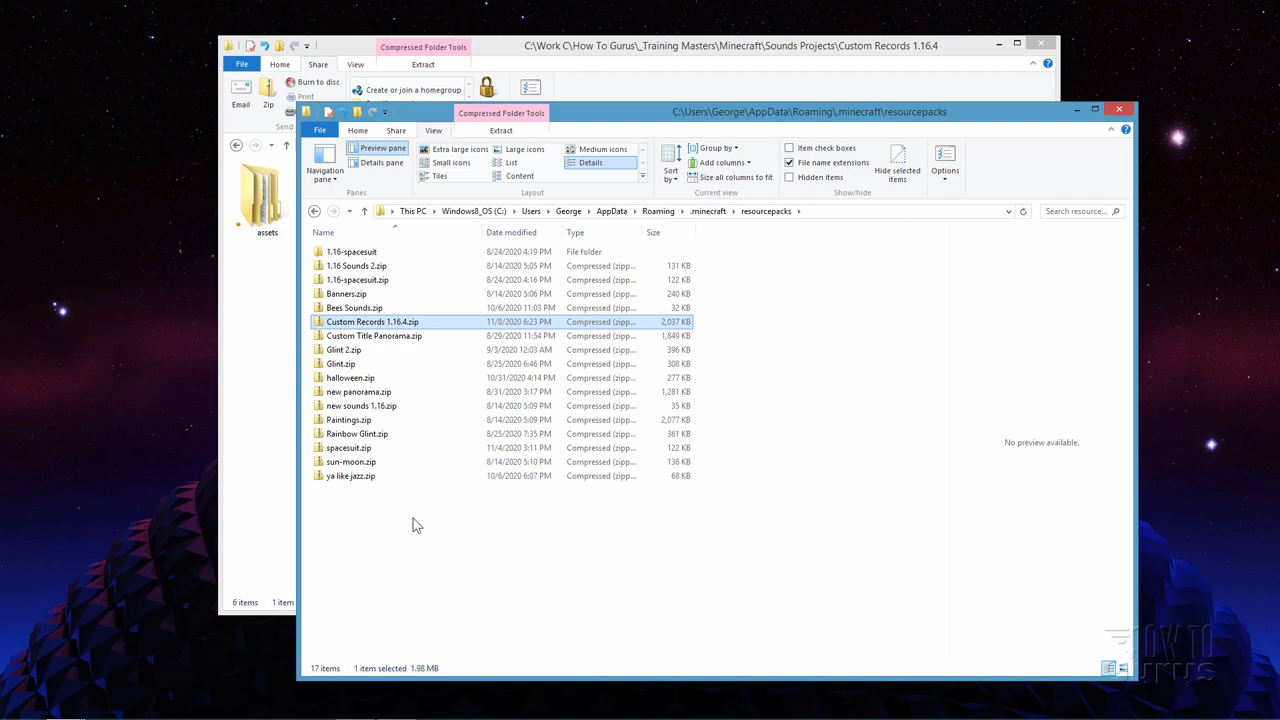 Compressed Folder Tools
C:\Work C\How To Gurus\_Training Masters\Minecraft\Sounds Projects\Custom Records 1.16.4
File Home Share View Extract
Email
Zip
Burn to disc
Print
Send
Create or join a homegroup
assets
6 items 1 item
Compressed Folder Tools
C:\Users\George\AppData\Roaming\.minecraft\resourcepacks
File Home Share View Extract
Navigation pane
Preview pane
Details pane
Panes
Extra large icons Large icons Medium icons
Small icons List Details
Tiles Content
Layout
Sort by
Group by
Add columns
Size all columns to fit
Current view
Item check boxes
File name extensions
Hidden items
Hide selected items
Show/hide
Options
This PC Windows8_OS (C:) Users George AppData Roaming .minecraft resourcepacks
Search resource...
Name Date modified Type Size
1.16-spacesuit 8/24/2020 4:19 PM File folder
1.16 Sounds 2.zip 8/14/2020 5:05 PM Compressed (zipp... 131 KB
1.16-spacesuit.zip 8/24/2020 4:16 PM Compressed (zipp... 122 KB
Banners.zip 8/14/2020 5:06 PM Compressed (zipp... 240 KB
Bees Sounds.zip 10/6/2020 11:03 PM Compressed (zipp... 32 KB
Custom Records 1.16.4.zip 11/8/2020 6:23 PM Compressed (zipp... 2,037 KB
Custom Title Panorama.zip 8/29/2020 11:54 PM Compressed (zipp... 1,849 KB
Glint 2.zip 9/3/2020 12:03 AM Compressed (zipp... 396 KB
Glint.zip 8/25/2020 6:46 PM Compressed (zipp... 308 KB
halloween.zip 10/31/2020 4:14 PM Compressed (zipp... 277 KB
new panorama.zip 8/31/2020 3:17 PM Compressed (zipp... 1,281 KB
new sounds 1.16.zip 8/14/2020 5:09 PM Compressed (zipp... 35 KB
Paintings.zip 8/14/2020 5:09 PM Compressed (zipp... 2,077 KB
Rainbow Glint.zip 8/25/2020 7:35 PM Compressed (zipp... 361 KB
spacesuit.zip 11/4/2020 3:11 PM Compressed (zipp... 122 KB
sun-moon.zip 8/14/2020 5:10 PM Compressed (zipp... 136 KB
ya like jazz.zip 10/6/2020 6:07 PM Compressed (zipp... 68 KB
No preview available.
17 items 1 item selected 1.98 MB
HOW TO
Gurus